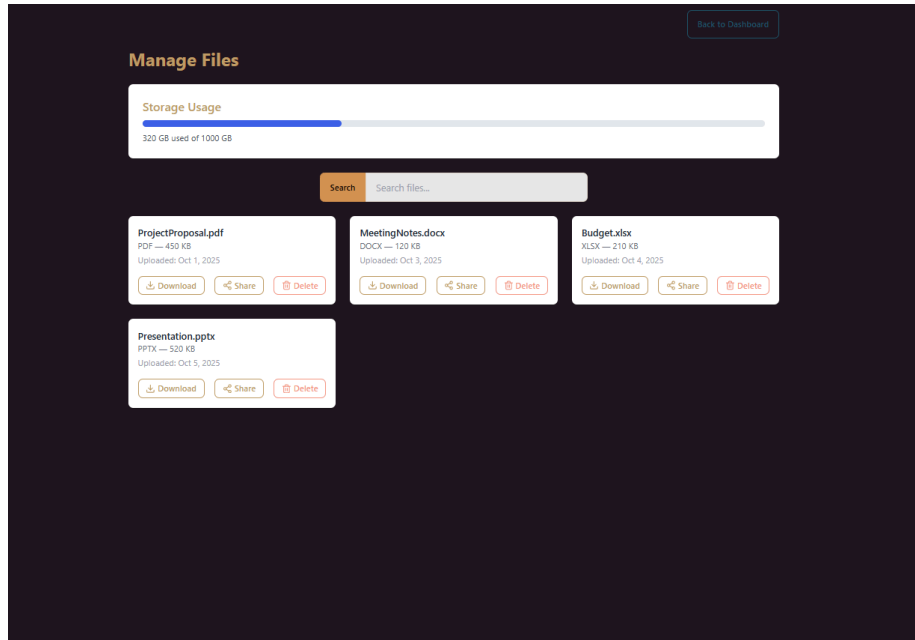 Back to Dashboard
Manage Files
Storage Usage
320 GB used of 1000 GB
Search
Search files...
ProjectProposal.pdf
PDF — 450 KB
Uploaded: Oct 1, 2025
Download
Share
Delete
MeetingNotes.docx
DOCX — 120 KB
Uploaded: Oct 3, 2025
Download
Share
Delete
Budget.xlsx
XLSX — 210 KB
Uploaded: Oct 4, 2025
Download
Share
Delete
Presentation.pptx
PPTX — 520 KB
Uploaded: Oct 5, 2025
Download
Share
Delete